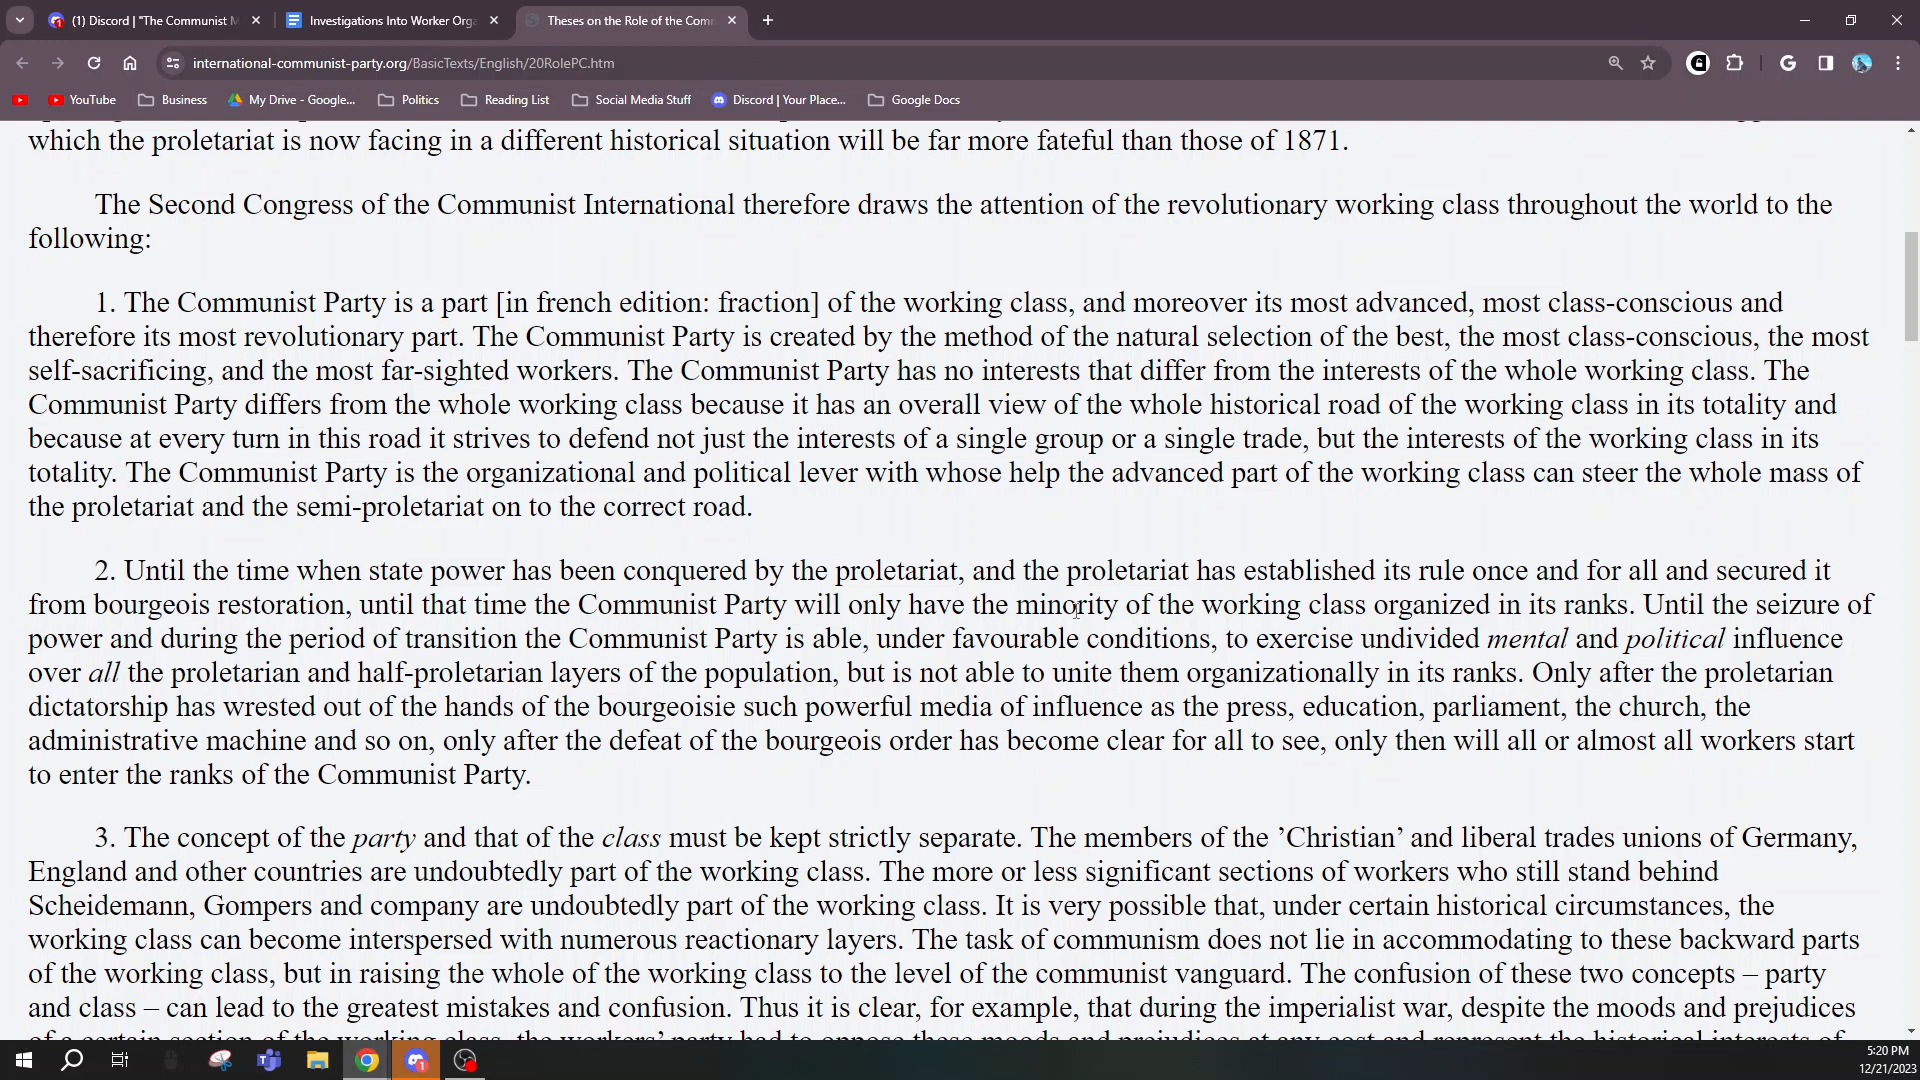 (1) Discord | "The Communist M
Investigations Into Worker Orga
Theses on the Role of the Com
international-communist-party.org/BasicTexts/English/20RolePC.htm
YouTube
Business
My Drive - Google...
Politics
Reading List
Social Media Stuff
Discord | Your Place...
Google Docs
which the proletariat is now facing in a different historical situation will be far more fateful than those of 1871.
The Second Congress of the Communist International therefore draws the attention of the revolutionary working class throughout the world to the
following:
1. The Communist Party is a part [in french edition: fraction] of the working class, and moreover its most advanced, most class-conscious and
therefore its most revolutionary part. The Communist Party is created by the method of the natural selection of the best, the most class-conscious, the most
self-sacrificing, and the most far-sighted workers. The Communist Party has no interests that differ from the interests of the whole working class. The
Communist Party differs from the whole working class because it has an overall view of the whole historical road of the working class in its totality and
because at every turn in this road it strives to defend not just the interests of a single group or a single trade, but the interests of the working class in its
totality. The Communist Party is the organizational and political lever with whose help the advanced part of the working class can steer the whole mass of
the proletariat and the semi-proletariat on to the correct road.
2. Until the time when state power has been conquered by the proletariat, and the proletariat has established its rule once and for all and secured it
from bourgeois restoration, until that time the Communist Party will only have the minority of the working class organized in its ranks. Until the seizure of
power and during the period of transition the Communist Party is able, under favourable conditions, to exercise undivided mental and political influence
over all the proletarian and half-proletarian layers of the population, but is not able to unite them organizationally in its ranks. Only after the proletarian
dictatorship has wrested out of the hands of the bourgeoisie such powerful media of influence as the press, education, parliament, the church, the
administrative machine and so on, only after the defeat of the bourgeois order has become clear for all to see, only then will all or almost all workers start
to enter the ranks of the Communist Party.
3. The concept of the party and that of the class must be kept strictly separate. The members of the ’Christian’ and liberal trades unions of Germany,
England and other countries are undoubtedly part of the working class. The more or less significant sections of workers who still stand behind
Scheidemann, Gompers and company are undoubtedly part of the working class. It is very possible that, under certain historical circumstances, the
working class can become interspersed with numerous reactionary layers. The task of communism does not lie in accommodating to these backward parts
of the working class, but in raising the whole of the working class to the level of the communist vanguard. The confusion of these two concepts – party
and class – can lead to the greatest mistakes and confusion. Thus it is clear, for example, that during the imperialist war, despite the moods and prejudices
of a certain section of the working class, the workers’ party had to oppose these moods and prejudices at any cost and represent the historical interests of
5:20 PM
12/21/2023